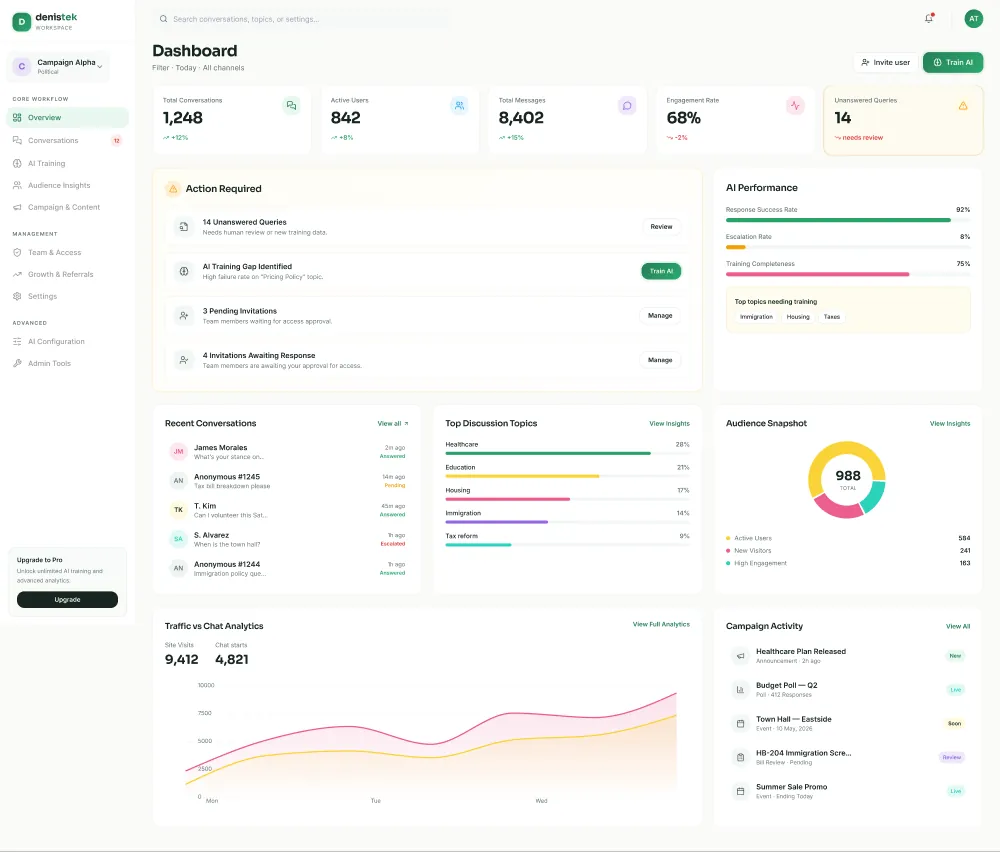 D
denistek
WORKSPACE
Search conversations, topics, or settings...
AT
C
Campaign Alpha
Political
CORE WORKFLOW
Overview
Conversations
12
AI Training
Audience Insights
Campaign & Content
MANAGEMENT
Team & Access
Growth & Referrals
Settings
ADVANCED
AI Configuration
Admin Tools
Upgrade to Pro
Unlock unlimited AI training and
advanced analytics.
Upgrade
Dashboard
Filter · Today · All channels
Invite user
Train AI
Total Conversations
1,248
+12%
Active Users
842
+8%
Total Messages
8,402
+15%
Engagement Rate
68%
-2%
Unanswered Queries
14
needs review
Action Required
14 Unanswered Queries
Needs human review or new training data.
Review
AI Training Gap Identified
High failure rate on "Pricing Policy" topic.
Train AI
3 Pending Invitations
Team members waiting for access approval.
Manage
4 Invitations Awaiting Response
Team members are awaiting your approval for access.
Manage
AI Performance
Response Success Rate
92%
Escalation Rate
8%
Training Completeness
75%
Top topics needing training
Immigration
Housing
Taxes
Recent Conversations
View all
JM
James Morales
What's your stance on...
2m ago
Answered
AN
Anonymous #1245
Tax bill breakdown please
14m ago
Pending
TK
T. Kim
Can I volunteer this Sat...
45m ago
Answered
SA
S. Alvarez
When is the town hall?
1h ago
Escalated
AN
Anonymous #1244
Immigration policy que...
1h ago
Answered
Top Discussion Topics
View Insights
Healthcare
28%
Education
21%
Housing
17%
Immigration
14%
Tax reform
9%
Audience Snapshot
View Insights
988
TOTAL
Active Users
584
New Visitors
241
High Engagement
163
Traffic vs Chat Analytics
View Full Analytics
Site Visits
9,412
Chat starts
4,821
10000
7500
5000
2500
0
Mon
Tue
Wed
Campaign Activity
View All
Healthcare Plan Released
Announcement · 2h ago
New
Budget Poll — Q2
Poll · 412 Responses
Live
Town Hall — Eastside
Event · 10 May, 2026
Soon
HB-204 Immigration Scre...
Bill Review · Pending
Review
Summer Sale Promo
Event · Ending Today
Live